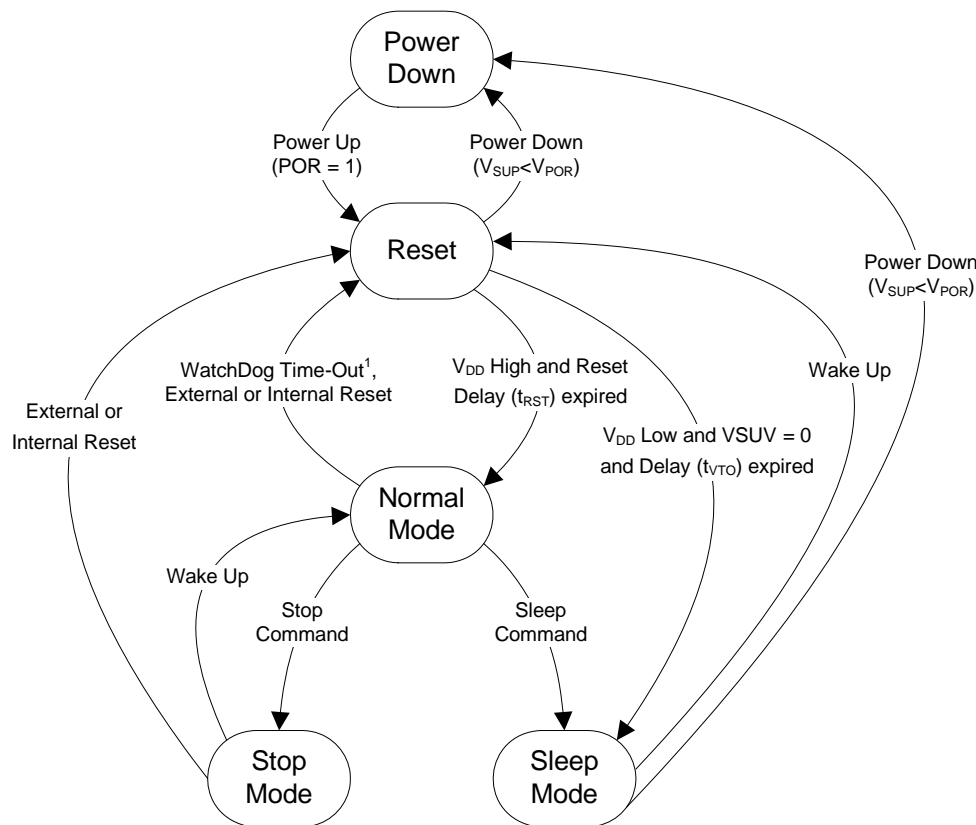 Power
Down
Power Up
(POR = 1)
Power Down
(VSUP<VPOR)
Reset
Power Down
(VSUP<VPOR)
WatchDog Time-Out¹,
External or Internal Reset
VDD High and Reset
Delay (tRST) expired
Wake Up
External or
Internal Reset
VDD Low and VSUV = 0
and Delay (tVTO) expired
Normal
Mode
Wake Up
Stop
Command
Sleep
Command
Stop
Mode
Sleep
Mode